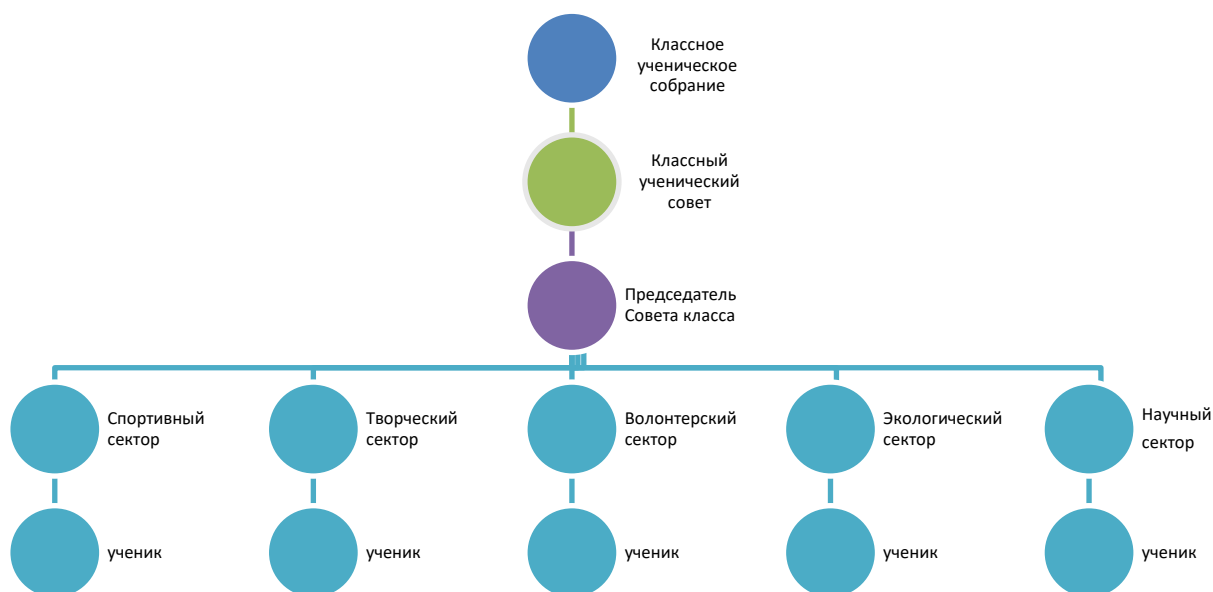 Классное
ученическое
собрание
Классный
ученический
совет
Председатель
Совета класса
Спортивный
сектор
Творческий
сектор
Волонтерский
сектор
Экологический
сектор
Научный
сектор
ученик
ученик
ученик
ученик
ученик